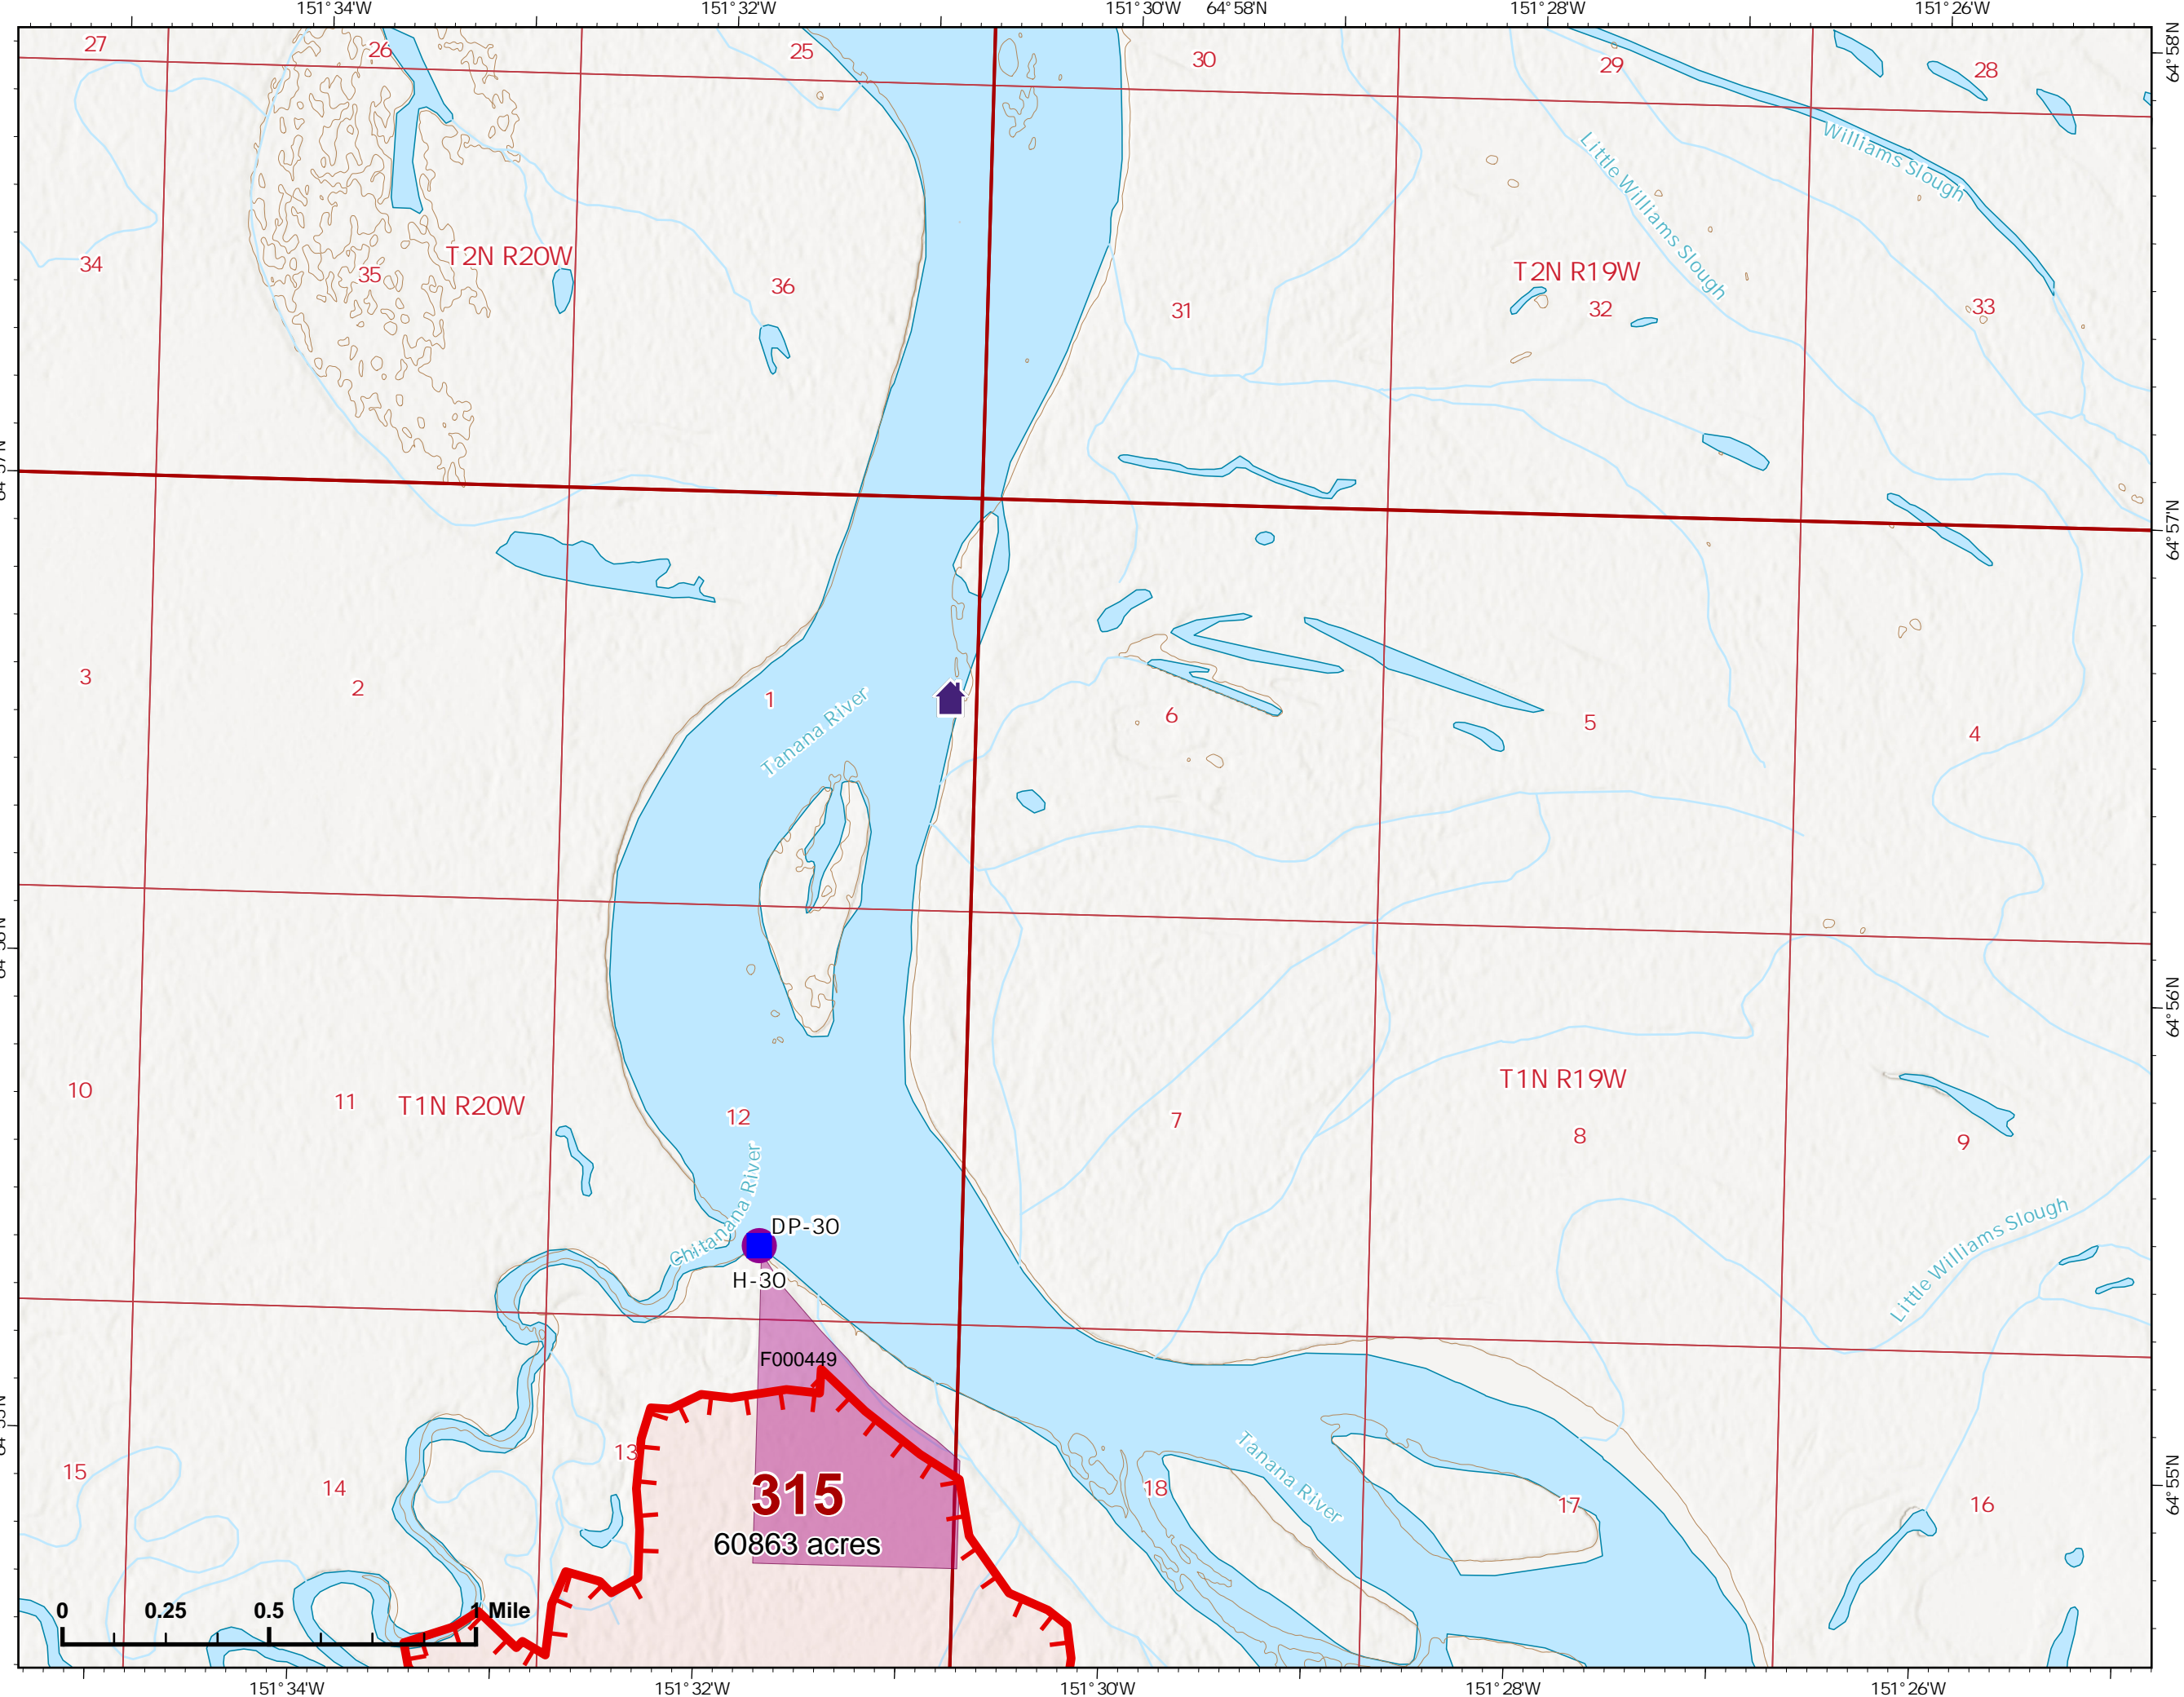 151°34'W
151°32'W
151°30'W
64°58'N
151°28'W
151°26'W
27
26
25
30
29
28
64°58'N
Williams Slough
Little Williams Slough
34
35
T2N R20W
36
31
T2N R19W
32
33
64°57'N
3
2
1
Tanana River
6
5
4
64°56'N
10
11
T1N R20W
12
7
T1N R19W
8
9
Chitanana River
DP-30
H-30
Little Williams Slough
F000449
15
14
13
315
60863 acres
18
Tanana River
17
16
64°55'N
0
0.25
0.5
1 Mile
151°34'W
151°32'W
151°30'W
151°28'W
151°26'W